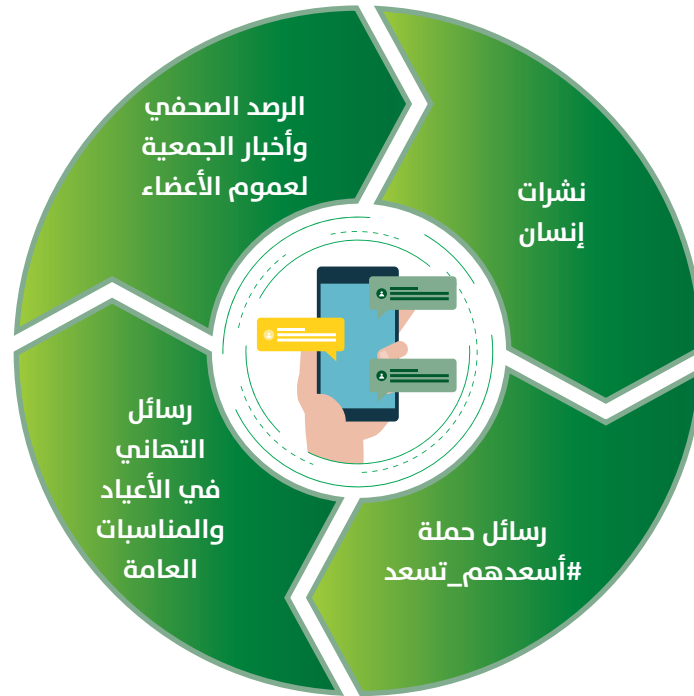 الرصد الصحفي
وأخبار الجمعية
لعموم الأعضاء
نشرات
إنسان
رسائل حملة
#أسعدهم_تسعد
رسائل
التهاني
في الأعياد
والمناسبات
العامة